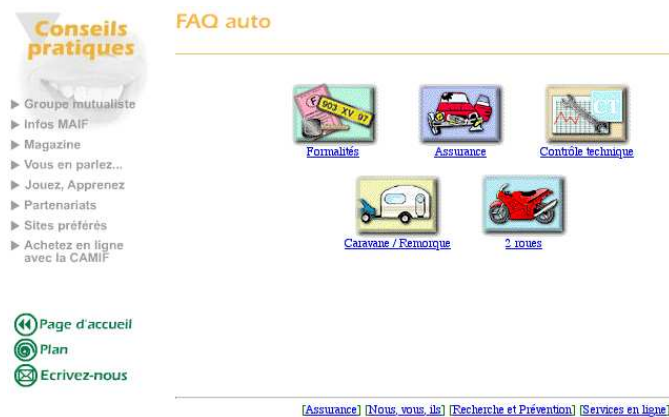 Conseils
pratiques
Groupe mutualiste
Infos MAIF
Magazine
Vous en parlez...
Jouez, Apprenez
Partenariats
Sites préférés
Achetez en ligne
avec la CAMIF
Page d'accueil
Plan
Ecrivez-nous
FAQ auto
F 903 XV 97
CT
Formalités
Assurance
Contrôle technique
Caravane / Remorque
2 roues
[Assurance] [Nous, vous, ils] [Recherche et Prévention] [Services en ligne]